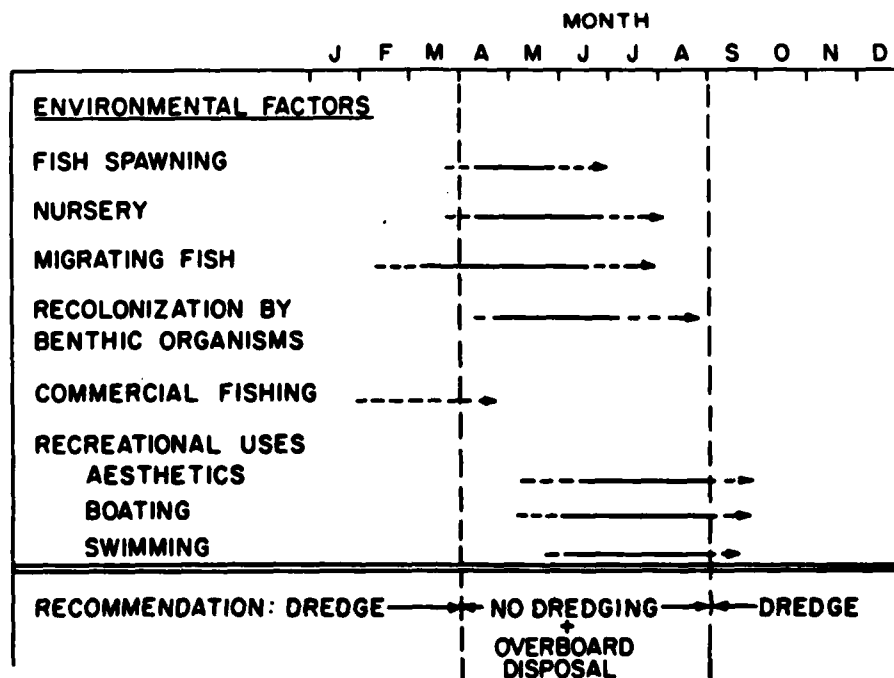 MONTH
J F M A M J J A S O N D
ENVIRONMENTAL FACTORS
FISH SPAWNING
NURSERY
MIGRATING FISH
RECOLONIZATION BY
BENTHIC ORGANISMS
COMMERCIAL FISHING
RECREATIONAL USES
AESTHETICS
BOATING
SWIMMING
RECOMMENDATION: DREDGE NO DREDGING DREDGE
+
OVERBOARD
DISPOSAL